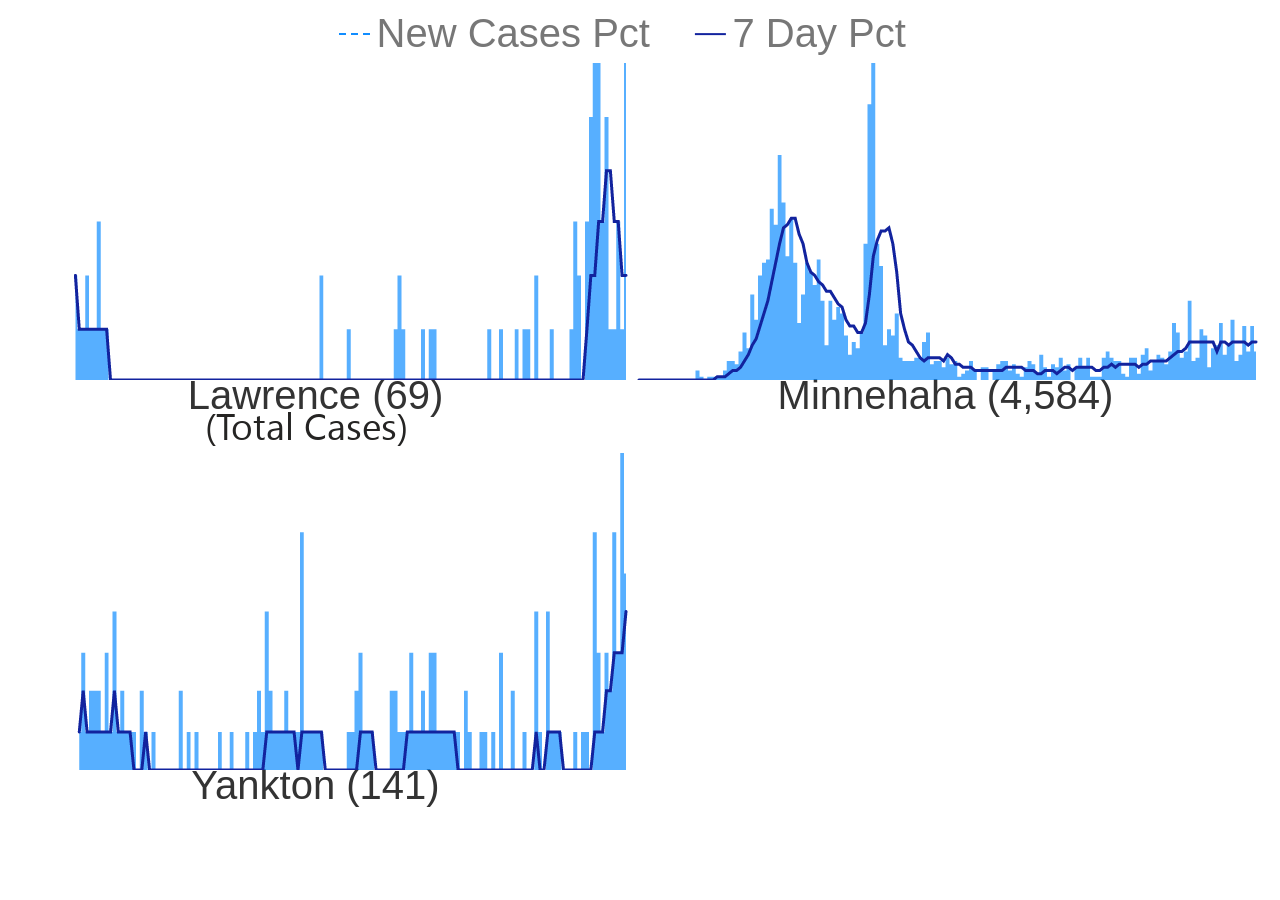 New Cases Pct 7 Day Pct
Lawrence (69)
(Total Cases)
Minnehaha (4,584)
Yankton (141)